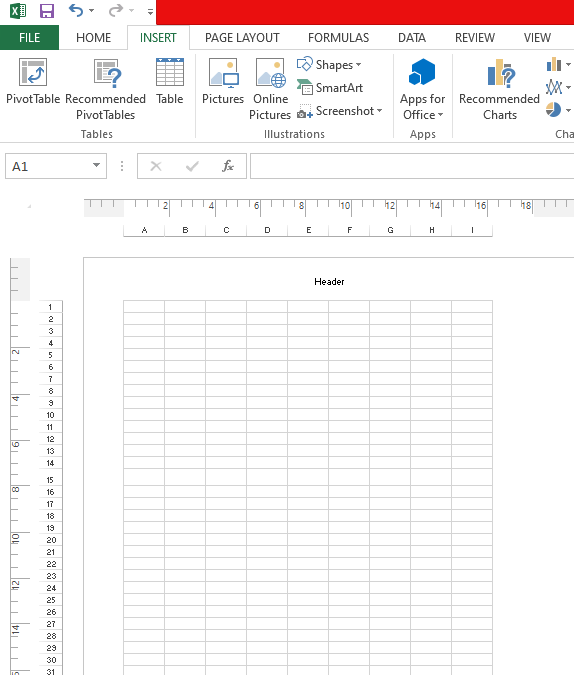 FILE HOME INSERT PAGE LAYOUT FORMULAS DATA REVIEW VIEW
PivotTable Recommended PivotTables Table
Tables
Pictures Online Pictures Shapes SmartArt Screenshot
Illustrations
Apps for Office
Apps
Recommended Charts
Cha
A1 fx
2 4 6 8 10 12 14 16 18
A B C D E F G H I
Header
1
2
3
4
5
6
7
8
9
10
11
12
13
14
15
16
17
18
19
20
21
22
23
24
25
26
27
28
29
30
31
2
4
6
8
10
12
14